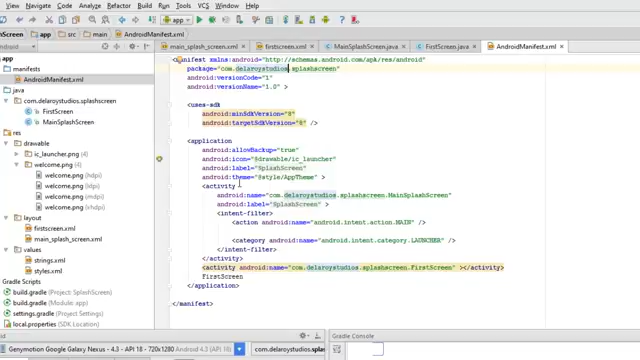 File Edit View Navigate Code Analyze Refactor Build Run Tools VCS Window Help
app
shScreen app src main AndroidManifest.xml
Android
main_splash_screen.xml firstscreen.xml MainSplashScreen.java FirstScreen.java AndroidManifest.xml
app
manifests
AndroidManifest.xml
java
com.delaroystudios.splashscreen
FirstScreen
MainSplashScreen
res
drawable
ic_launcher.png (4)
welcome.png (4)
welcome.png (hdpi)
welcome.png (mdpi)
welcome.png (xhdpi)
welcome.png
layout
firstscreen.xml
main_splash_screen.xml
values
strings.xml
styles.xml
Gradle Scripts
build.gradle (Project: SplashScreen)
build.gradle (Module: app)
settings.gradle (Project Settings)
local.properties (SDK Location)
<manifest xmlns:android="http://schemas.android.com/apk/res/android"
package="com.delaroystudios.splashscreen"
android:versionCode="1"
android:versionName="1.0" >
<uses-sdk
android:minSdkVersion="8"
android:targetSdkVersion="8" />
<application
android:allowBackup="true"
android:icon="@drawable/ic_launcher"
android:label="SplashScreen"
android:theme="@style/AppTheme" >
<activity
android:name="com.delaroystudios.splashscreen.MainSplashScreen"
android:label="SplashScreen" >
<intent-filter>
<action android:name="android.intent.action.MAIN" />
<category android:name="android.intent.category.LAUNCHER" />
</intent-filter>
</activity>
<activity android:name="com.delaroystudios.splashscreen.FirstScreen" ></activity>
FirstScreen
</application>
</manifest>
Gradle Console
Genymotion Google Galaxy Nexus - 4.3 - API 18 - 720x1280 Android 4.3, API 18
com.delaroystudios.splas